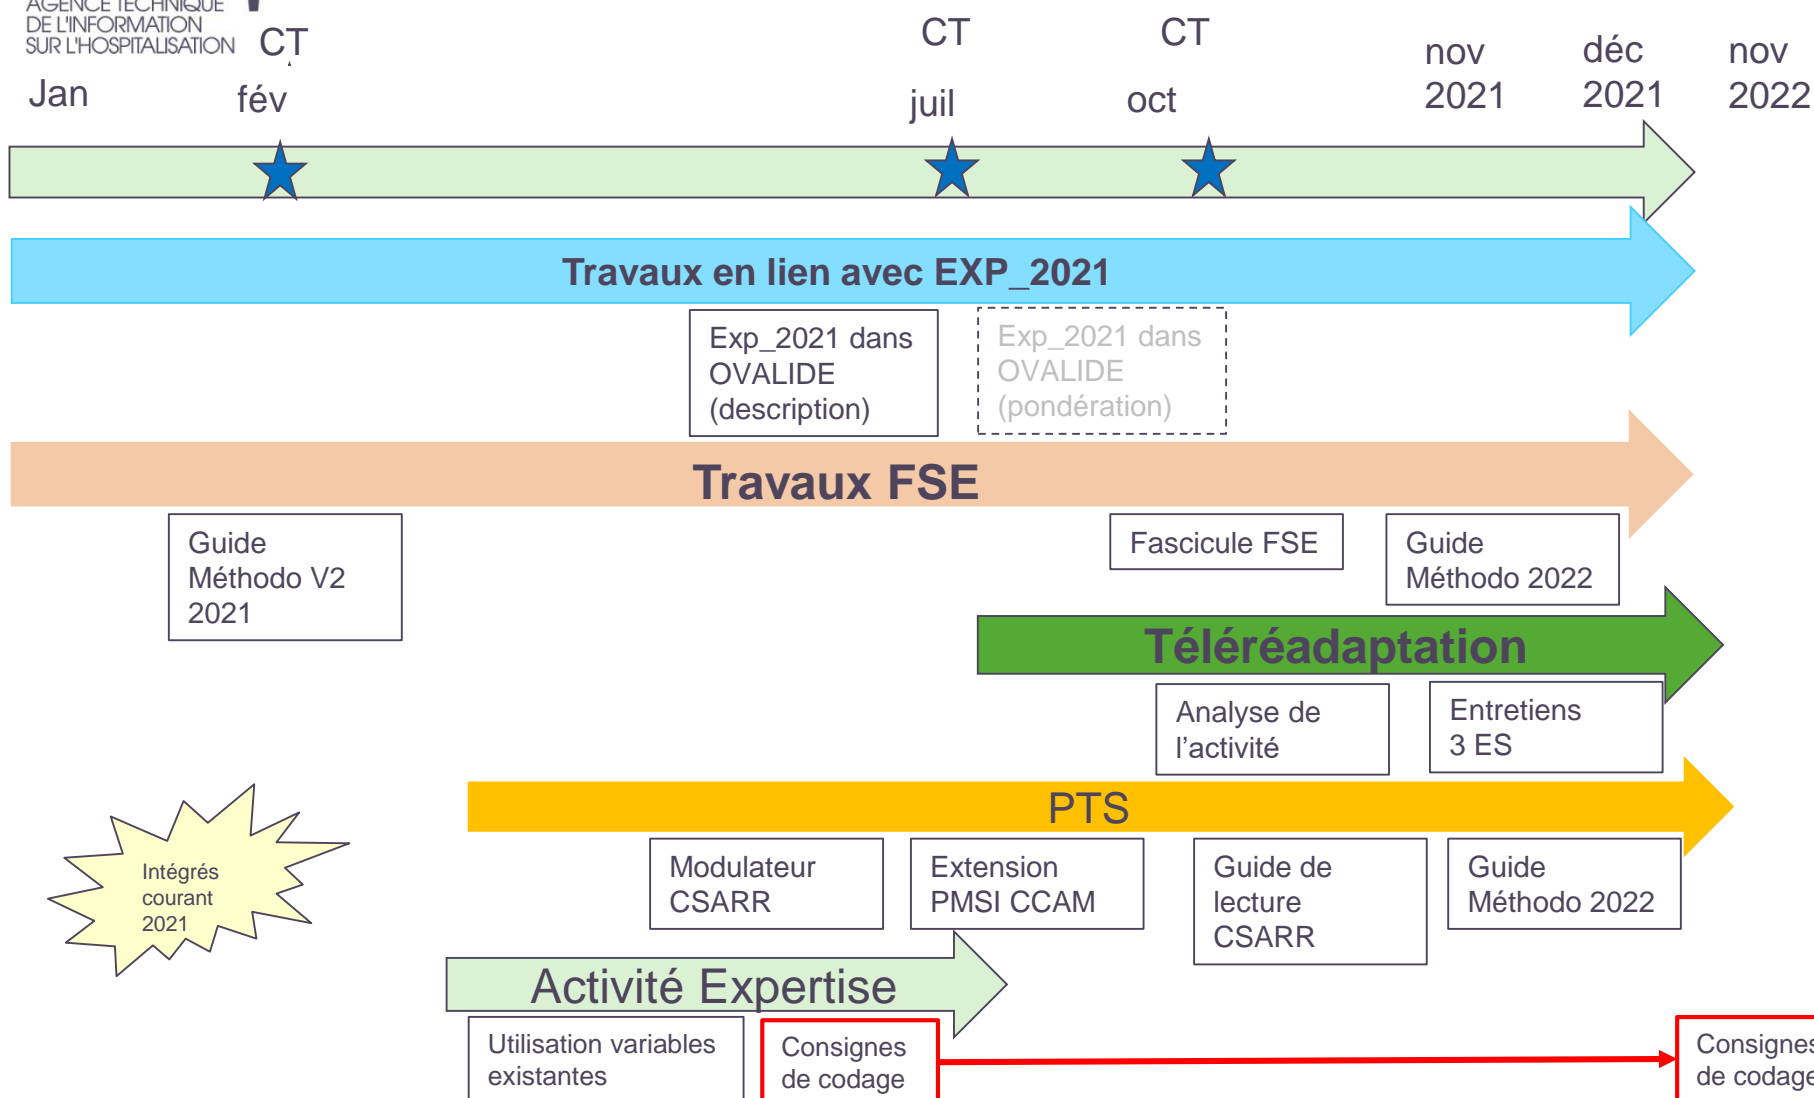 AGENCE TECHNIQUE
DE L'INFORMATION
SUR L'HOSPITALISATION
CT
CT
CT
Jan
fév
juil
oct
nov
2021
déc
2021
nov
2022
Travaux en lien avec EXP_2021
Exp_2021 dans
OVALIDE
(description)
Exp_2021 dans
OVALIDE
(pondération)
Travaux FSE
Guide
Méthodo V2
2021
Fascicule FSE
Guide
Méthodo 2022
Téléréadaptation
Analyse de
l’activité
Entretiens
3 ES
PTS
Intégrés
courant
2021
Modulateur
CSARR
Extension
PMSI CCAM
Guide de
lecture
CSARR
Guide
Méthodo 2022
Activité Expertise
Utilisation variables
existantes
Consignes
de codage
Consignes
de codage